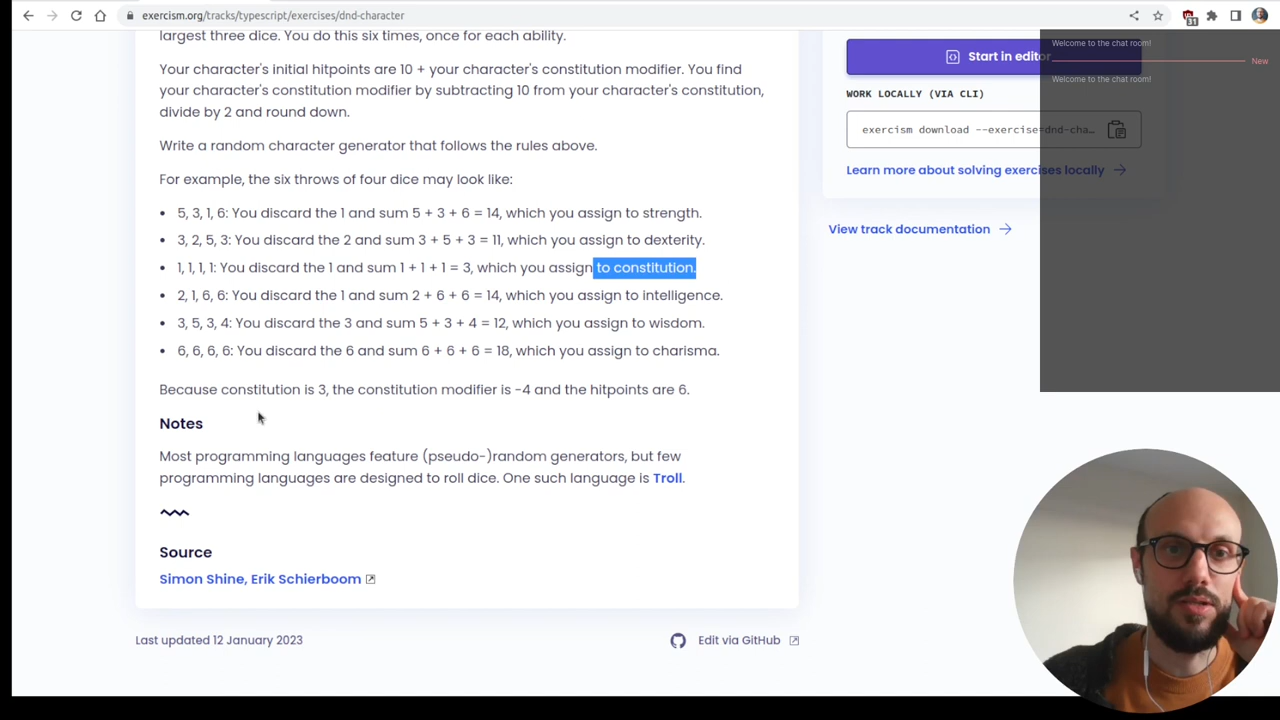 exercism.org/tracks/typescript/exercises/dnd-character
31
largest three dice. You do this six times, once for each ability.
Your character's initial hitpoints are 10 + your character's constitution modifier. You find
your character's constitution modifier by subtracting 10 from your character's constitution,
divide by 2 and round down.
Write a random character generator that follows the rules above.
For example, the six throws of four dice may look like:
• 5, 3, 1, 6: You discard the 1 and sum 5 + 3 + 6 = 14, which you assign to strength.
• 3, 2, 5, 3: You discard the 2 and sum 3 + 5 + 3 = 11, which you assign to dexterity.
• 1, 1, 1, 1: You discard the 1 and sum 1 + 1 + 1 = 3, which you assign to constitution.
• 2, 1, 6, 6: You discard the 1 and sum 2 + 6 + 6 = 14, which you assign to intelligence.
• 3, 5, 3, 4: You discard the 3 and sum 5 + 3 + 4 = 12, which you assign to wisdom.
• 6, 6, 6, 6: You discard the 6 and sum 6 + 6 + 6 = 18, which you assign to charisma.
Because constitution is 3, the constitution modifier is -4 and the hitpoints are 6.
Notes
Most programming languages feature (pseudo-)random generators, but few
programming languages are designed to roll dice. One such language is Troll.
Source
Simon Shine, Erik Schierboom
Last updated 12 January 2023
Edit via GitHub
Start in editor
WORK LOCALLY (VIA CLI)
exercism download --exercise=dnd-cha…
Learn more about solving exercises locally
View track documentation
Welcome to the chat room!
New
Welcome to the chat room!